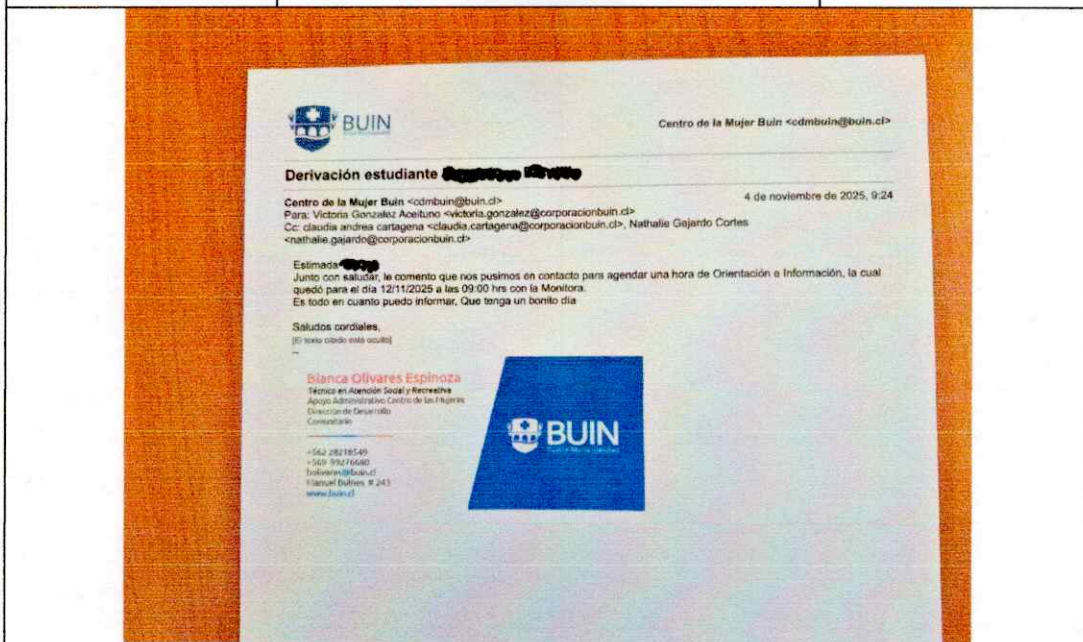 BUIN
Centro de la Mujer Buin <cdmbuin@buin.cl>
Derivación estudiante
Centro de la Mujer Buin <cdmbuin@buin.cl>
4 de noviembre de 2025, 9:24
Para: Victoria Gonzalez Aceituno <victoria.gonzalez@corporacionbuin.cl>
Cc: claudia andrea cartagena <claudia.cartagena@corporacionbuin.cl>, Nathalie Gajardo Cortes
<nathalie.gajardo@corporacionbuin.cl>
Estimada
Junto con saludar, le comento que nos pusimos en contacto para agendar una hora de Orientación e Información, la cual
quedó para el día 12/11/2025 a las 09:00 hrs con la Monitora.
Es todo en cuanto puedo informar, Que tenga un bonito día
Saludos cordiales,
[El texto citado está oculto]
--
Blanca Olivares Espinoza
Técnico en Atención Social y Recreativa
Apoyo Administrativo Centro de las Mujeres
Dirección de Desarrollo
Comunitario
+562 28218549
+569 99276680
bolivares@buin.cl
Manuel Bulnes, # 243
www.buin.cl
BUIN